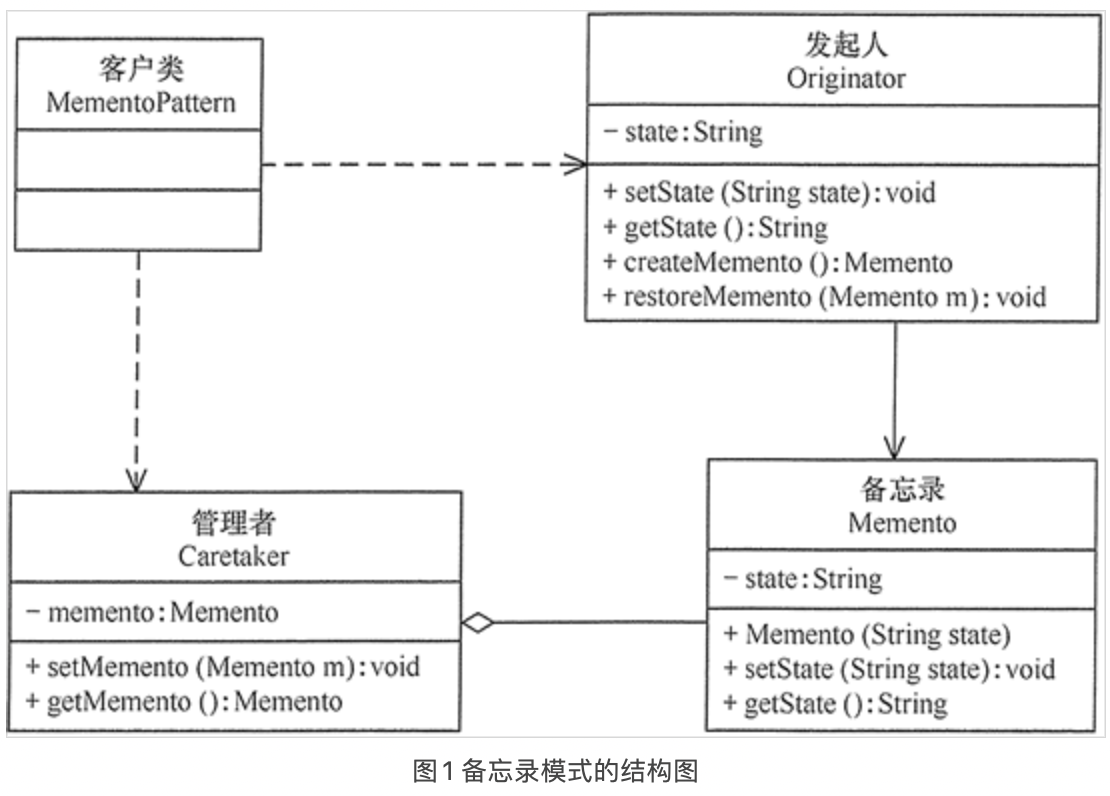 客户类
MementoPattern
发起人
Originator
− state:String
+ setState (String state):void
+ getState ():String
+ createMemento ():Memento
+ restoreMemento (Memento m):void
管理者
Caretaker
− memento:Memento
+ setMemento (Memento m):void
+ getMemento ():Memento
备忘录
Memento
− state:String
+ Memento (String state)
+ setState (String state):void
+ getState ():String
图1 备忘录模式的结构图